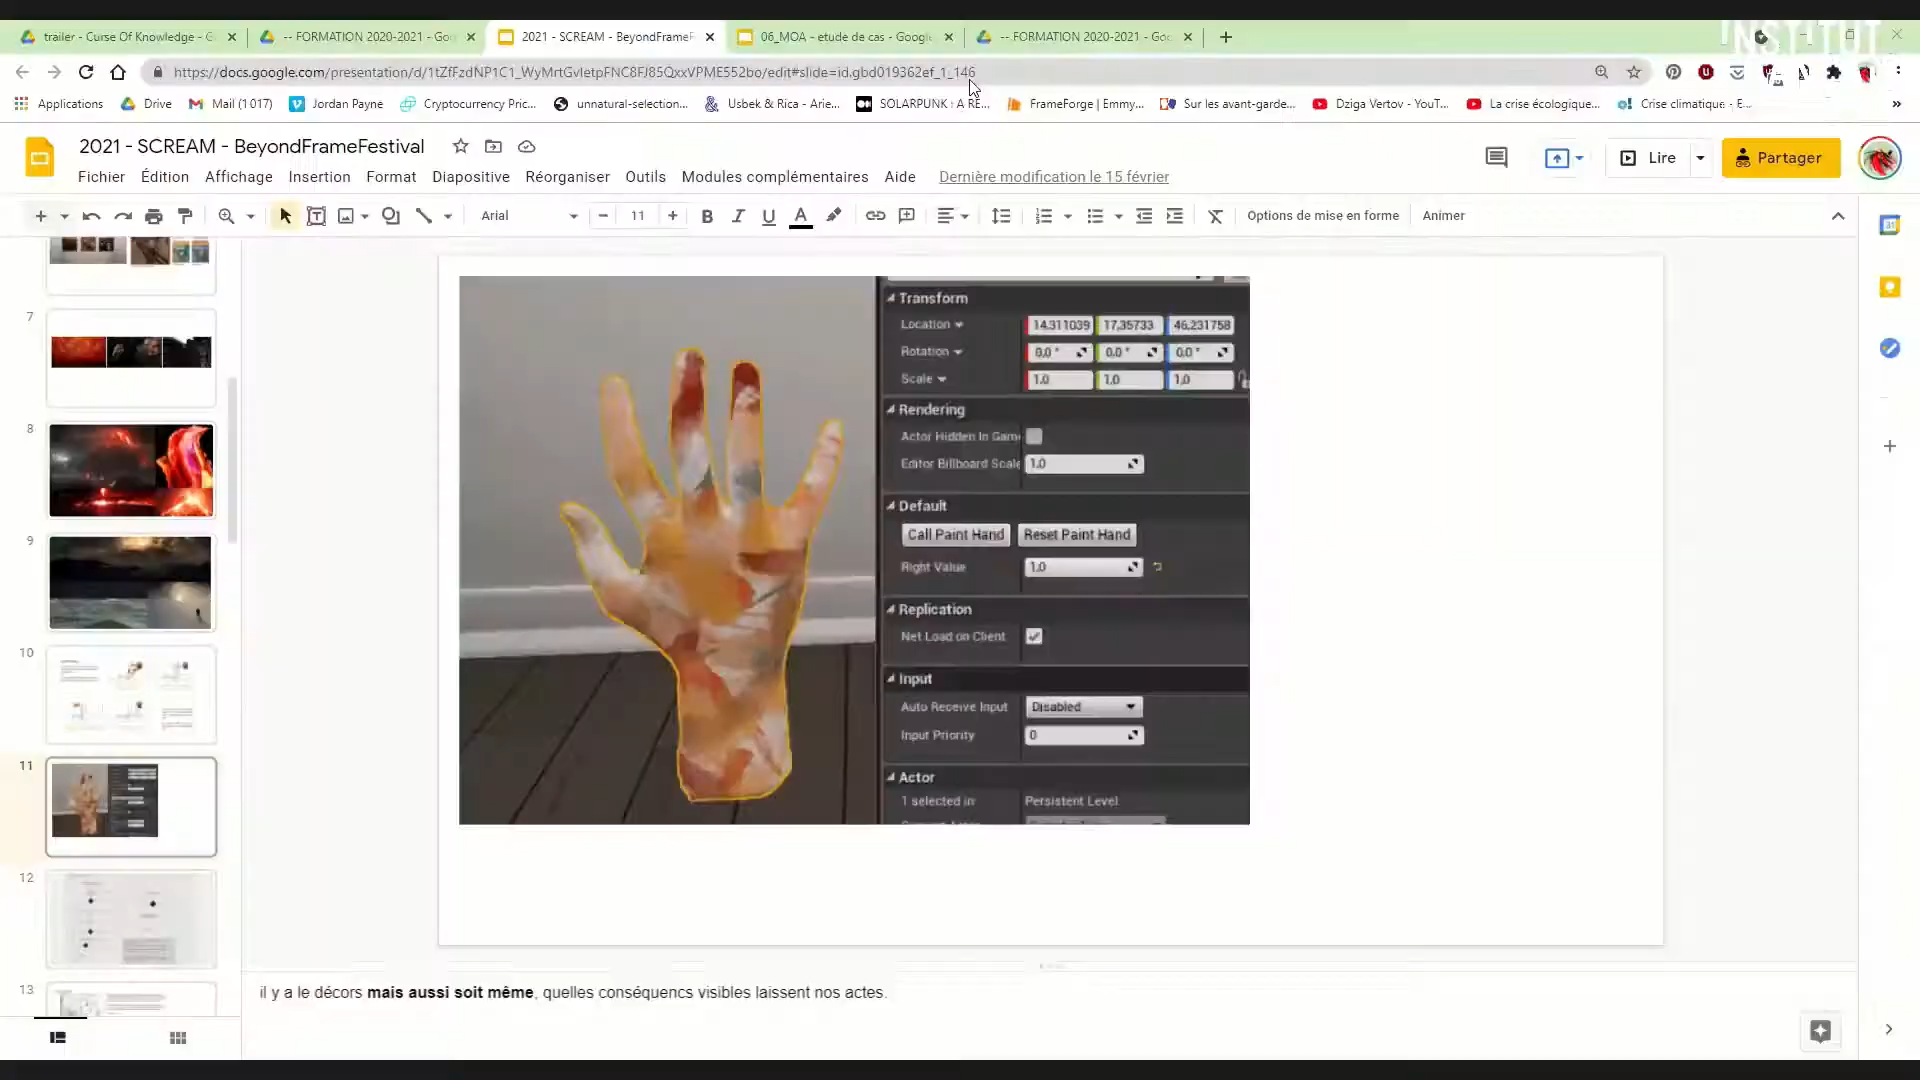 INSTITUT
trailer - Curse Of Knowledge - G
-- FORMATION 2020-2021 - Goo
2021 - SCREAM - BeyondFrameF
06_MOA - etude de cas - Google
-- FORMATION 2020-2021 - Goo
https://docs.google.com/presentation/d/1tZfFzdNP1C1_WyMrtGvIetpFNC8FJ85QxxVPME552bo/edit#slide=id.gbd019362ef_1_146
Applications
Drive
Mail (1 017)
Jordan Payne
Cryptocurrency Pric...
unnatural-selection...
Usbek & Rica - Arie...
SOLARPUNK : A RE...
FrameForge | Emmy...
Sur les avant-garde...
Dziga Vertov - YouT...
La crise écologique...
Crise climatique - E...
2021 - SCREAM - BeyondFrameFestival
Lire
Partager
Fichier Édition Affichage Insertion Format Diapositive Réorganiser Outils Modules complémentaires Aide Dernière modification le 15 février
Arial
11
Options de mise en forme
Animer
7
8
9
10
11
12
13
Transform
Location 14,311039 17,35733 46,231758
Rotation 0,0 ° 0,0 ° 0,0 °
Scale 1,0 1,0 1,0
Rendering
Actor Hidden In Gam
Editor Billboard Scale 1,0
Default
Call Paint Hand Reset Paint Hand
Right Value 1,0
Replication
Net Load on Client
Input
Auto Receive Input Disabled
Input Priority 0
Actor
1 selected in Persistent Level
il y a le décors mais aussi soit même, quelles conséquencs visibles laissent nos actes.